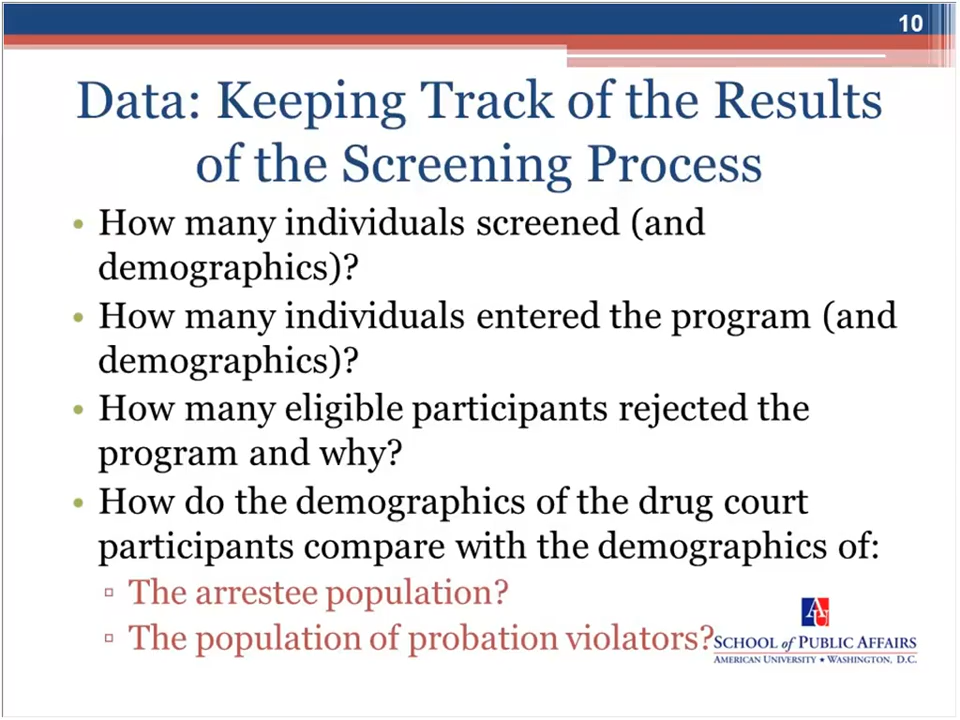 10
Data: Keeping Track of the Results
of the Screening Process
• How many individuals screened (and
demographics)?
• How many individuals entered the program (and
demographics)?
• How many eligible participants rejected the
program and why?
• How do the demographics of the drug court
participants compare with the demographics of:
▫ The arrestee population?
▫ The population of probation violators?
AU
SCHOOL of PUBLIC AFFAIRS
AMERICAN UNIVERSITY ★ WASHINGTON, D.C.